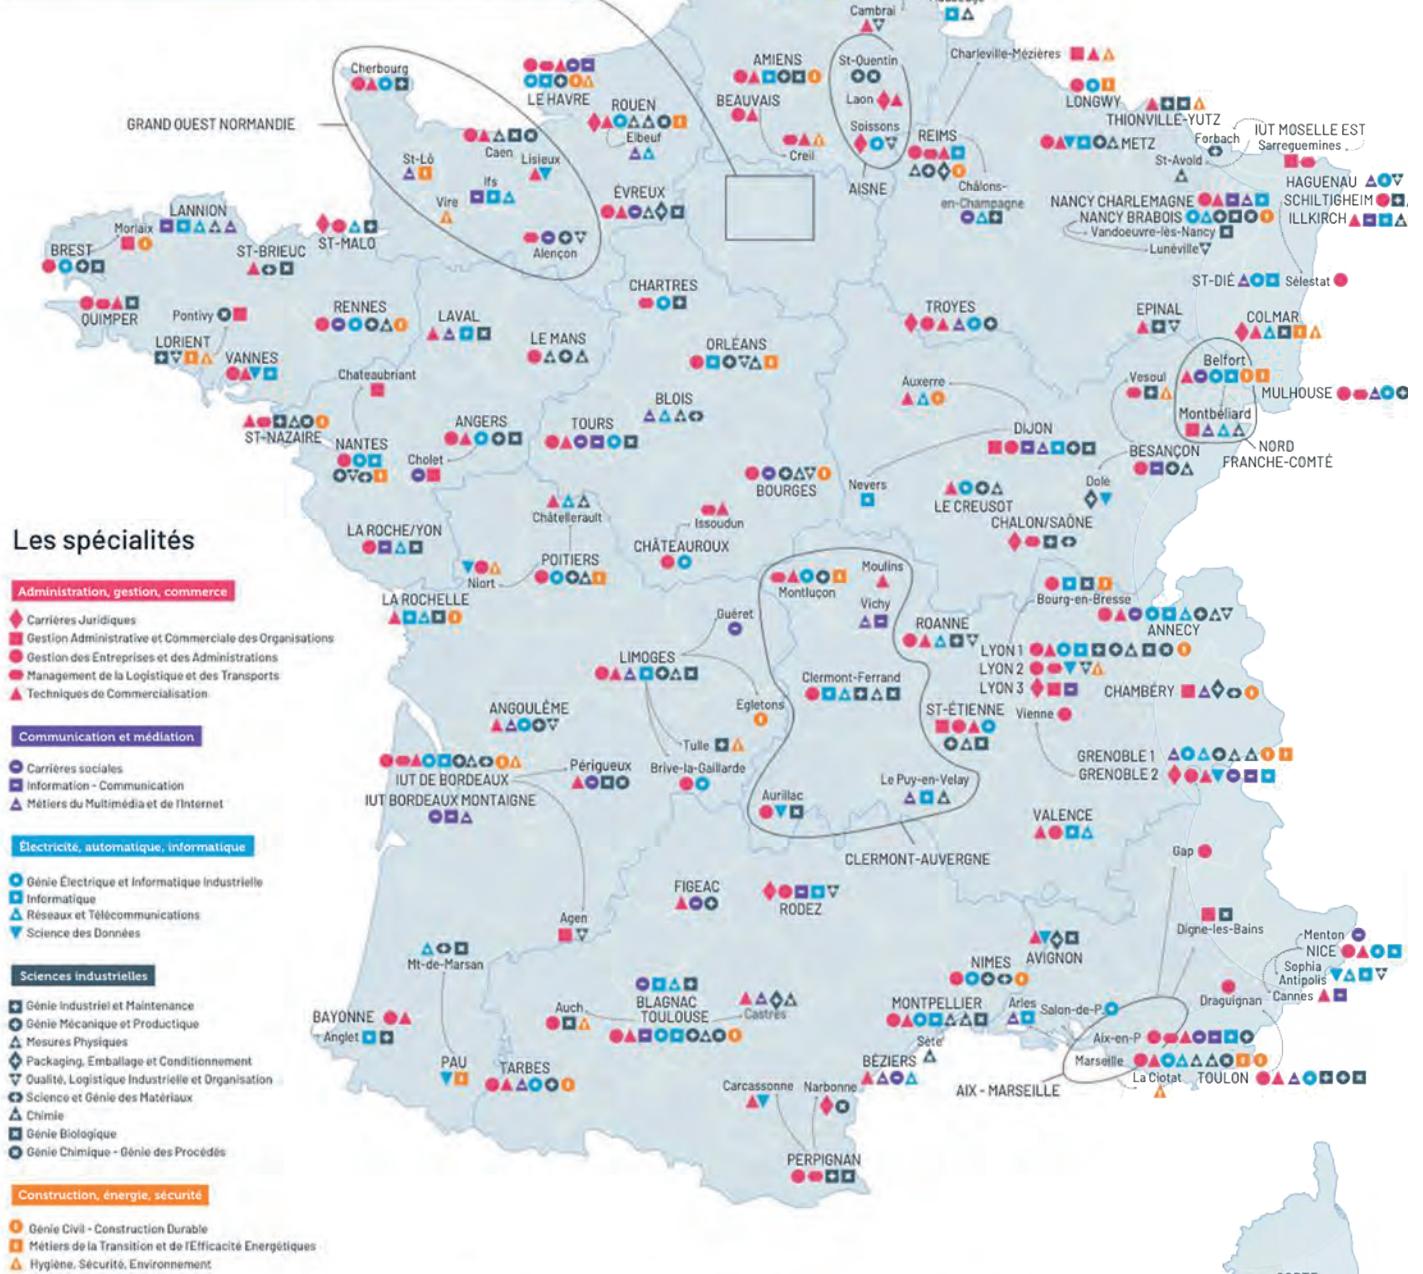 Cambrai
Cherbourg
AMIENS
St-Quentin
Charleville-Mézières
LE HAVRE
ROUEN
BEAUVAIS
Laon
LONGWY
THIONVILLE-YUTZ
GRAND OUEST NORMANDIE
Caen
Elbeuf
Soissons
REIMS
METZ
Forbach
IUT MOSELLE EST
Sarreguemines
St-Lô
Lisieux
Creil
St-Avold
Ifs
AISNE
Châlons-
en-Champagne
HAGUENAU
Vire
ÉVREUX
NANCY CHARLEMAGNE
SCHILTIGHEIM
LANNION
NANCY BRABOIS
ILLKIRCH
Morlaix
ST-MALO
Vandoeuvre-lès-Nancy
BREST
ST-BRIEUC
Alençon
Lunéville
CHARTRES
ST-DIÉ
Sélestat
QUIMPER
Pontivy
RENNES
LAVAL
TROYES
EPINAL
COLMAR
LORIENT
LE MANS
ORLÉANS
VANNES
Chateaubriant
Auxerre
Vesoul
Belfort
MULHOUSE
BLOIS
Montbéliard
ST-NAZAIRE
ANGERS
TOURS
DIJON
NANTES
Cholet
BESANÇON
NORD
FRANCHE-COMTÉ
BOURGES
Nevers
LE CREUSOT
Dole
Châtellerault
Issoudun
CHALON/SAÔNE
LA ROCHE/YON
CHÂTEAUROUX
Les spécialités
POITIERS
Moulins
Niort
Montluçon
Bourg-en-Bresse
Administration, gestion, commerce
LA ROCHELLE
Vichy
Carrières Juridiques
Guéret
ROANNE
ANNECY
Gestion Administrative et Commerciale des Organisations
LYON 1
Gestion des Entreprises et des Administrations
LIMOGES
LYON 2
Management de la Logistique et des Transports
Clermont-Ferrand
LYON 3
CHAMBÉRY
Techniques de Commercialisation
ANGOULÊME
Egletons
ST-ÉTIENNE
Vienne
Communication et médiation
Tulle
GRENOBLE 1
Carrières sociales
IUT DE BORDEAUX
Périgueux
Brive-la-Gaillarde
Le Puy-en-Velay
GRENOBLE 2
Information - Communication
IUT BORDEAUX MONTAIGNE
Aurillac
Métiers du Multimédia et de l'Internet
VALENCE
Électricité, automatique, informatique
CLERMONT-AUVERGNE
Gap
Génie Électrique et Informatique Industrielle
FIGEAC
RODEZ
Informatique
Réseaux et Télécommunications
Agen
Digne-les-Bains
Science des Données
Menton
Mt-de-Marsan
AVIGNON
NICE
Sciences industrielles
NIMES
Sophia
Antipolis
Génie Industriel et Maintenance
BLAGNAC
Castres
MONTPELLIER
Arles
Salon-de-P.
Draguignan
Cannes
Génie Mécanique et Productique
BAYONNE
Auch
TOULOUSE
Mesures Physiques
Anglet
Sète
Aix-en-P
Packaging, Emballage et Conditionnement
PAU
TARBES
BÉZIERS
Marseille
Qualité, Logistique Industrielle et Organisation
Carcassonne
Narbonne
La Ciotat
TOULON
Science et Génie des Matériaux
AIX - MARSEILLE
Chimie
Génie Biologique
Génie Chimique - Génie des Procédés
PERPIGNAN
Construction, énergie, sécurité
Génie Civil - Construction Durable
Métiers de la Transition et de l'Efficacité Energétiques
Hygiène, Sécurité, Environnement